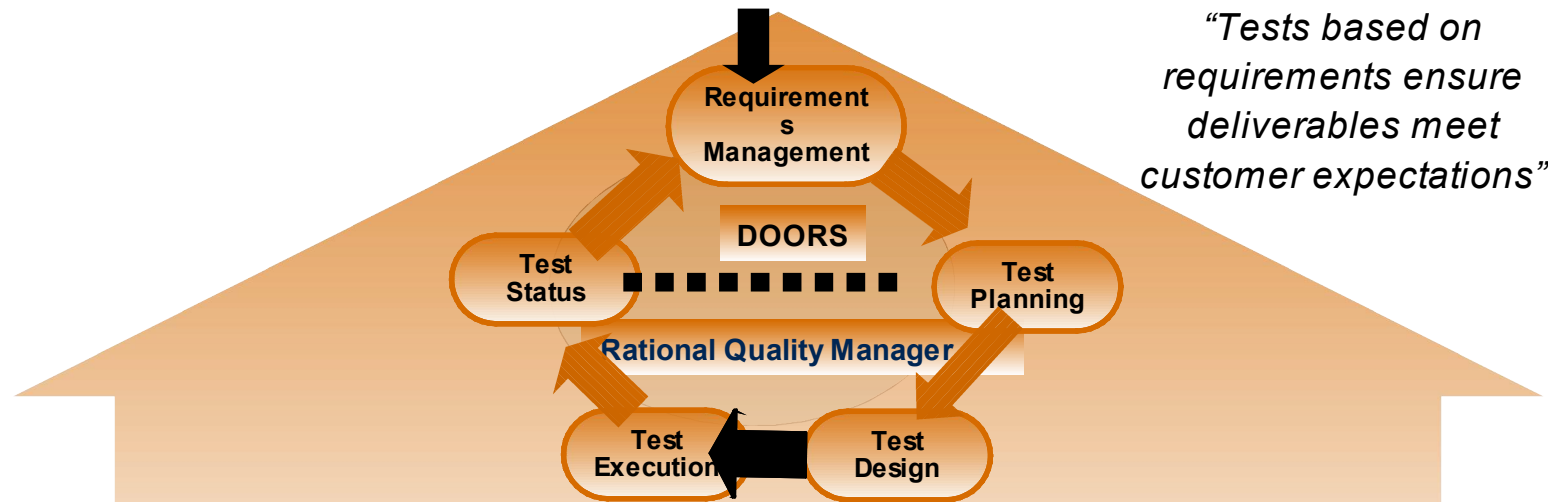 “Tests based on
requirements ensure
deliverables meet
customer expectations”
Requirement
s
Management
DOORS
Test
Status
Test
Planning
Rational Quality Manager
Test
Execution
Test
Design